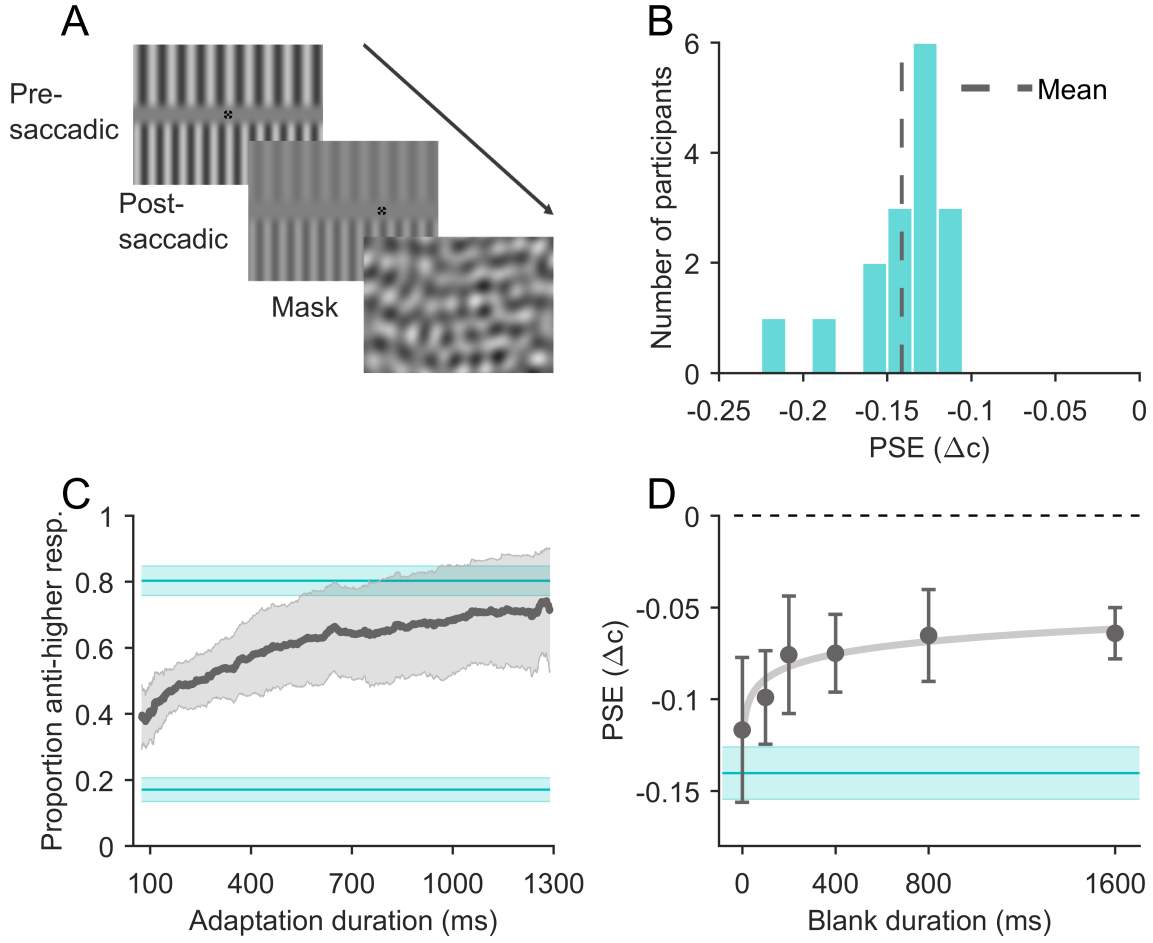 A
Pre-
saccadic
Post-
saccadic
Mask
B
Number of participants
6
4
2
0
Mean
-0.25
-0.2
-0.15
-0.1
-0.05
0
PSE (Δc)
C
Proportion anti-higher resp.
1
0.8
0.6
0.4
0.2
0
100
400
700
1000
1300
Adaptation duration (ms)
D
PSE (Δc)
0
-0.05
-0.1
-0.15
0
400
800
1600
Blank duration (ms)